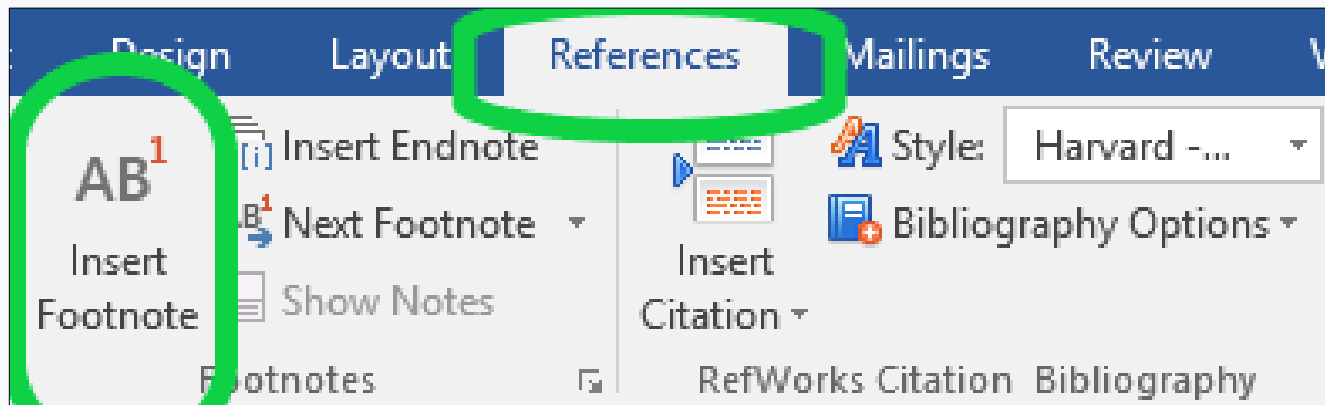 Design Layout References Mailings Review
AB1 Insert Endnote Style: Harvard -...
Next Footnote Bibliography Options
Insert Insert
Footnote Show Notes Citation
Footnotes RefWorks Citation Bibliography